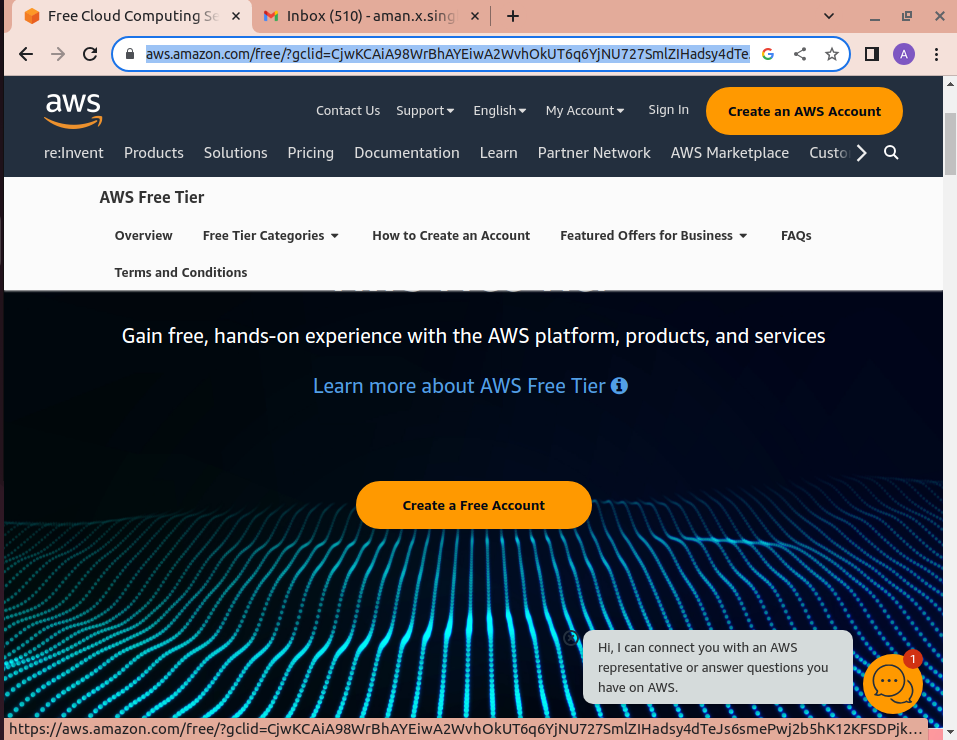 Free Cloud Computing Se
Inbox (510) - aman.x.sing
aws.amazon.com/free/?gclid=CjwKCAiA98WrBhAYEiwA2WvhOkUT6q6YjNU727SmlZIHadsy4dTe
A
aws
Contact Us Support English My Account Sign In Create an AWS Account
re:Invent Products Solutions Pricing Documentation Learn Partner Network AWS Marketplace Custo
AWS Free Tier
Overview Free Tier Categories How to Create an Account Featured Offers for Business FAQs
Terms and Conditions
Gain free, hands-on experience with the AWS platform, products, and services
Learn more about AWS Free Tier
Create a Free Account
Hi, I can connect you with an AWS
representative or answer questions you
have on AWS.
1
https://aws.amazon.com/free/?gclid=CjwKCAiA98WrBhAYEiwA2WvhOkUT6q6YjNU727SmlZIHadsy4dTeJs6smePwj2b5hK12KFSDPjk...